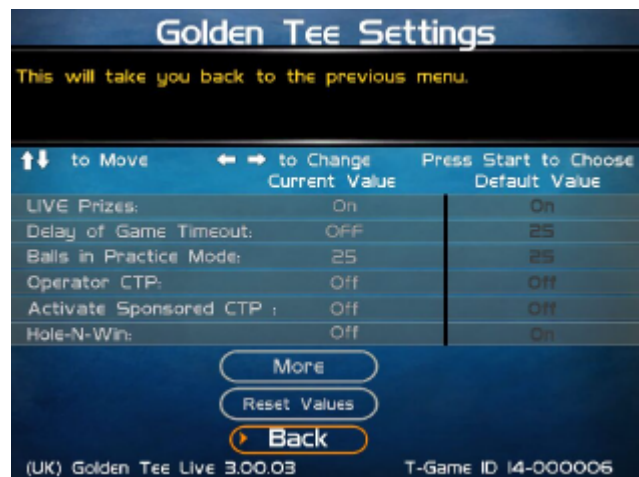 Golden Tee Settings
This will take you back to the previous menu.
to Move to Change Press Start to Choose
Current Value Default Value
LIVE Prizes: On On
Delay of Game Timeout: OFF 25
Balls in Practice Mode: 25 25
Operator CTP: Off Off
Activate Sponsored CTP : Off Off
Hole-N-Win: Off On
More
Reset Values
Back
(UK) Golden Tee Live 3.00.03 T-Game ID 14-000006